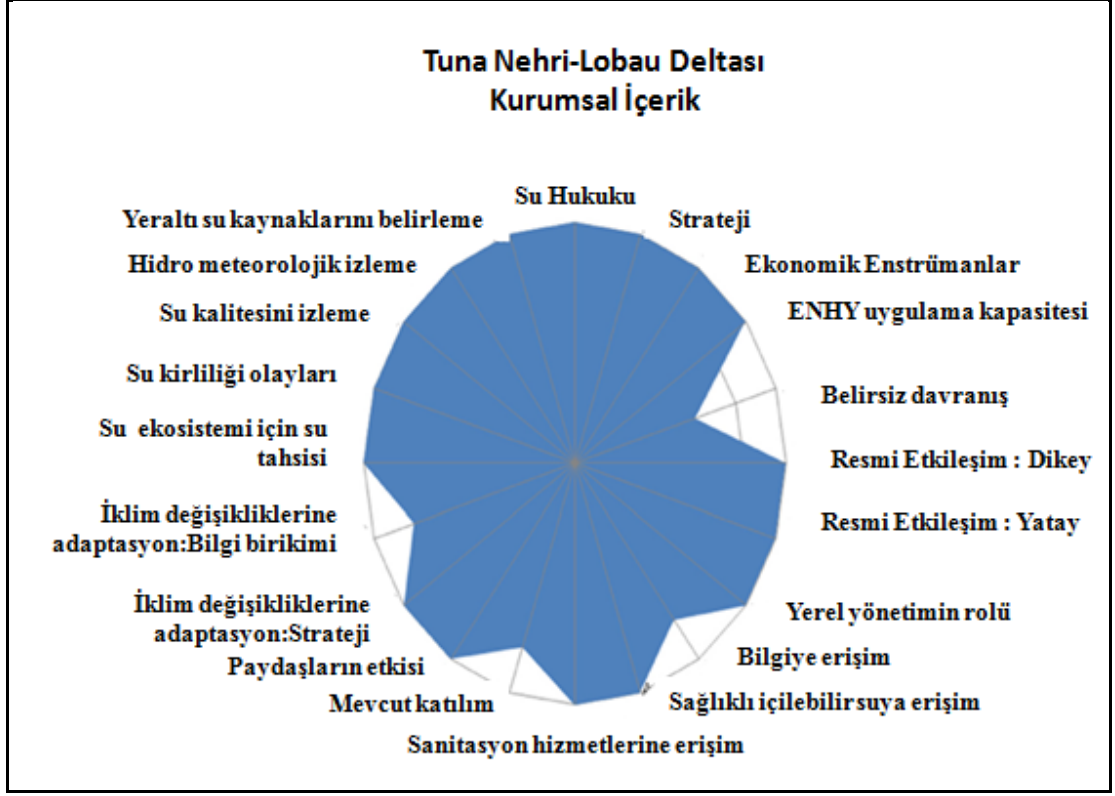 Tuna Nehri-Lobau Deltası
Kurumsal İçerik
Su Hukuku
Strateji
Ekonomik Enstrümanlar
ENHY uygulama kapasitesi
Belirsiz davranış
Resmi Etkileşim : Dikey
Resmi Etkileşim : Yatay
Yerel yönetimin rolü
Bilgiye erişim
Sağlıklı içilebilir suya erişim
Sanitasyon hizmetlerine erişim
Mevcut katılım
Paydaşların etkisi
İklim değişikliklerine
adaptasyon:Strateji
İklim değişikliklerine
adaptasyon:Bilgi birikimi
Su ekosistemi için su
tahsisi
Su kirliliği olayları
Su kalitesini izleme
Hidro meteorolojik izleme
Yeraltı su kaynaklarını belirleme